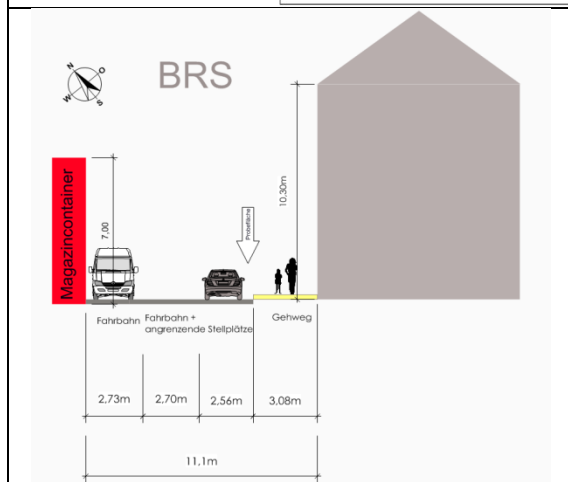 N
O
W
S
BRS
Magazincontainer
7,00
10,30m
Probefläche
Fahrbahn
Fahrbahn +
angrenzende Stellplätze
Gehweg
2,73m
2,70m
2,56m
3,08m
11,1m